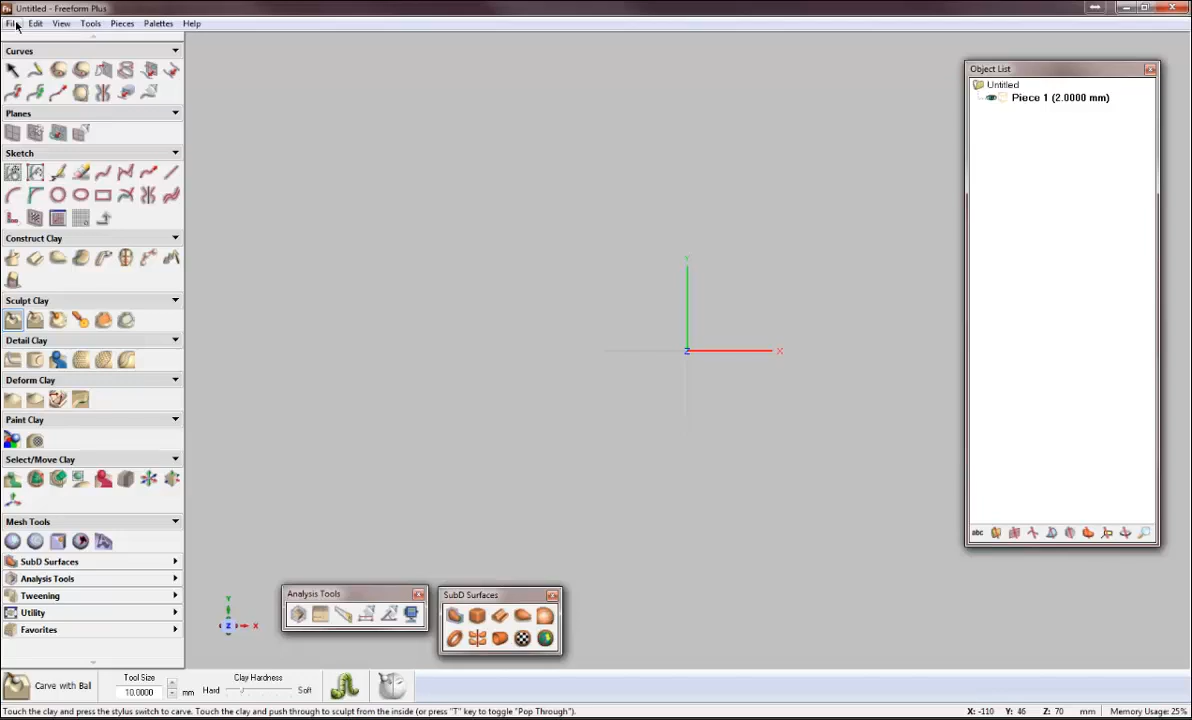 Untitled - Freeform Plus
File Edit View Tools Pieces Palettes Help
Curves
Planes
Sketch
Construct Clay
Sculpt Clay
Detail Clay
Deform Clay
Paint Clay
Select/Move Clay
Mesh Tools
SubD Surfaces
Analysis Tools
Tweening
Utility
Favorites
Y
X
Z
Y
X
Z
Object List
Untitled
Piece 1 (2.0000 mm)
abc
Analysis Tools
SubD Surfaces
Carve with Ball
Tool Size
10.0000 mm
Clay Hardness
Hard Soft
Touch the clay and press the stylus switch to carve. Touch the clay and push through to sculpt from the inside (or press "T" key to toggle "Pop Through").
X: -110 Y: 46 Z: 70 mm Memory Usage: 25%